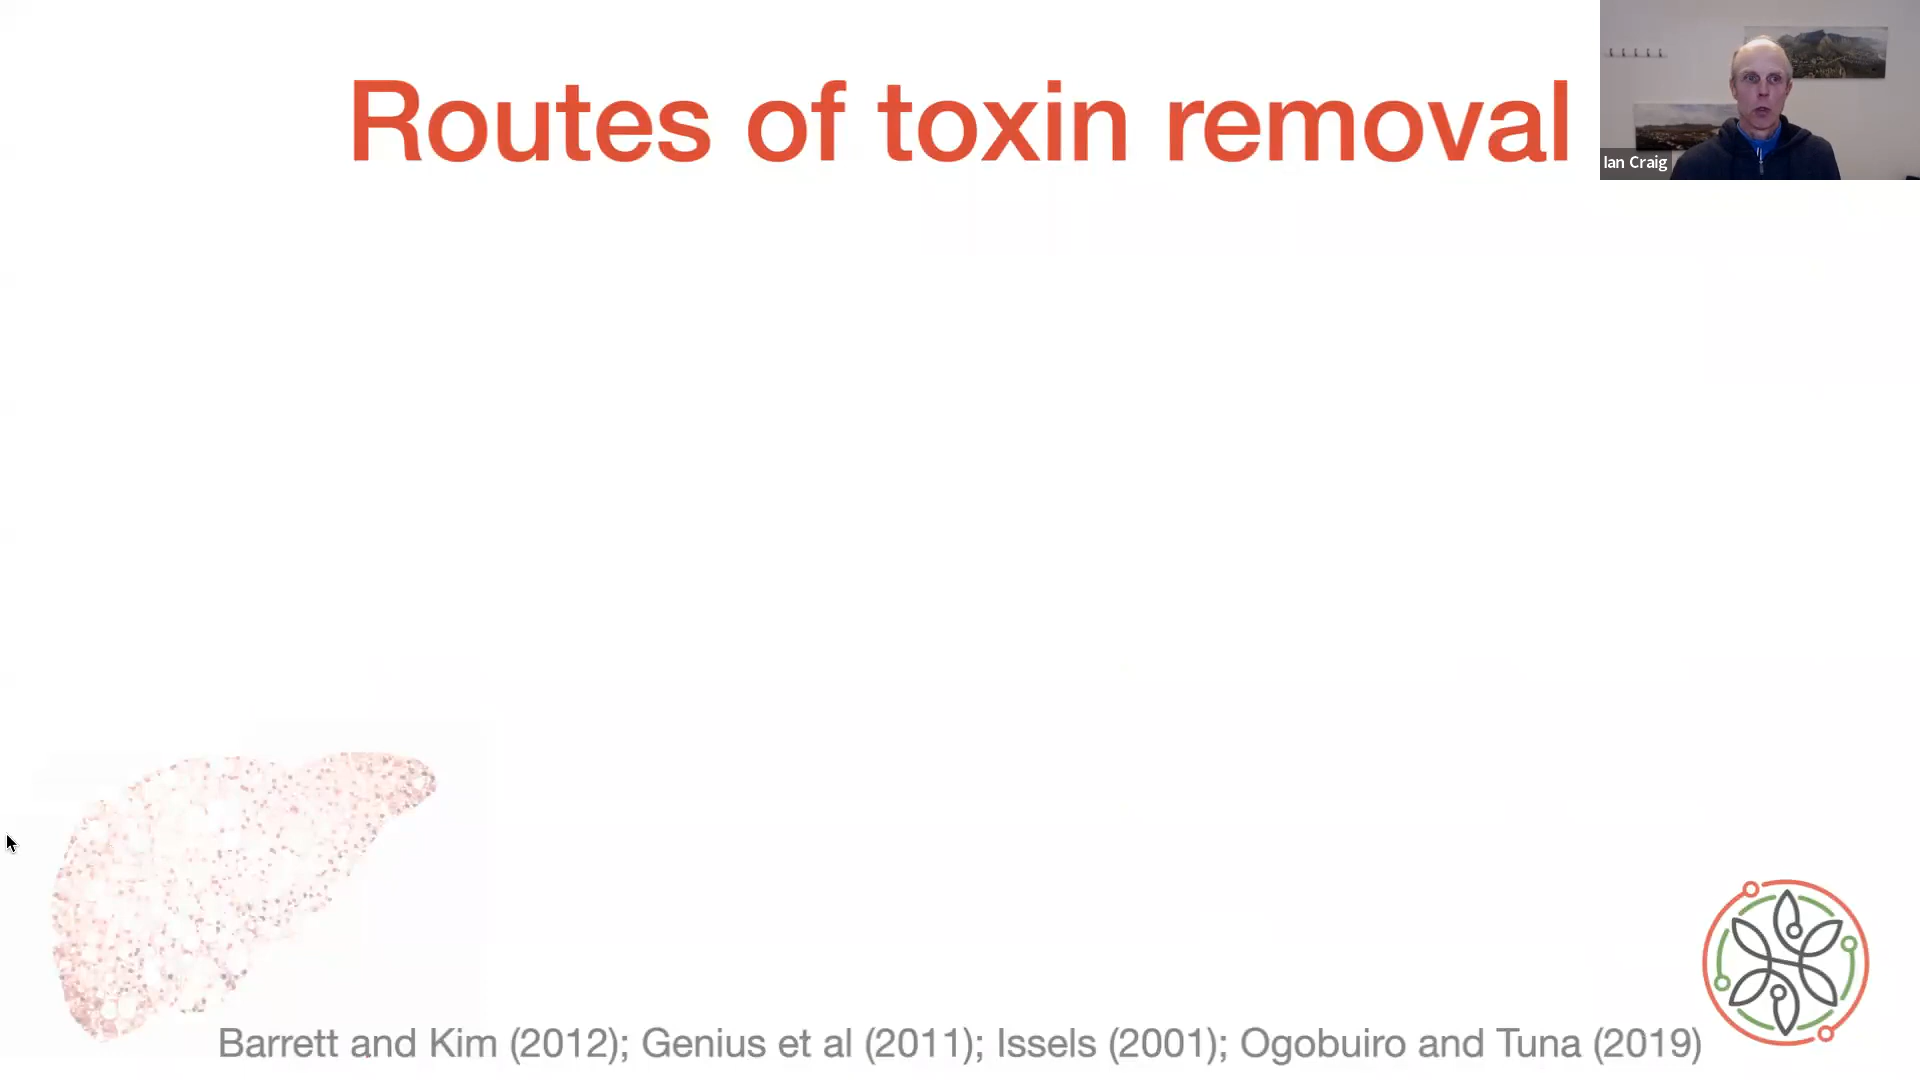 Routes of toxin removal
Ian Craig
Barrett and Kim (2012); Genius et al (2011); Issels (2001); Ogobuiro and Tuna (2019)